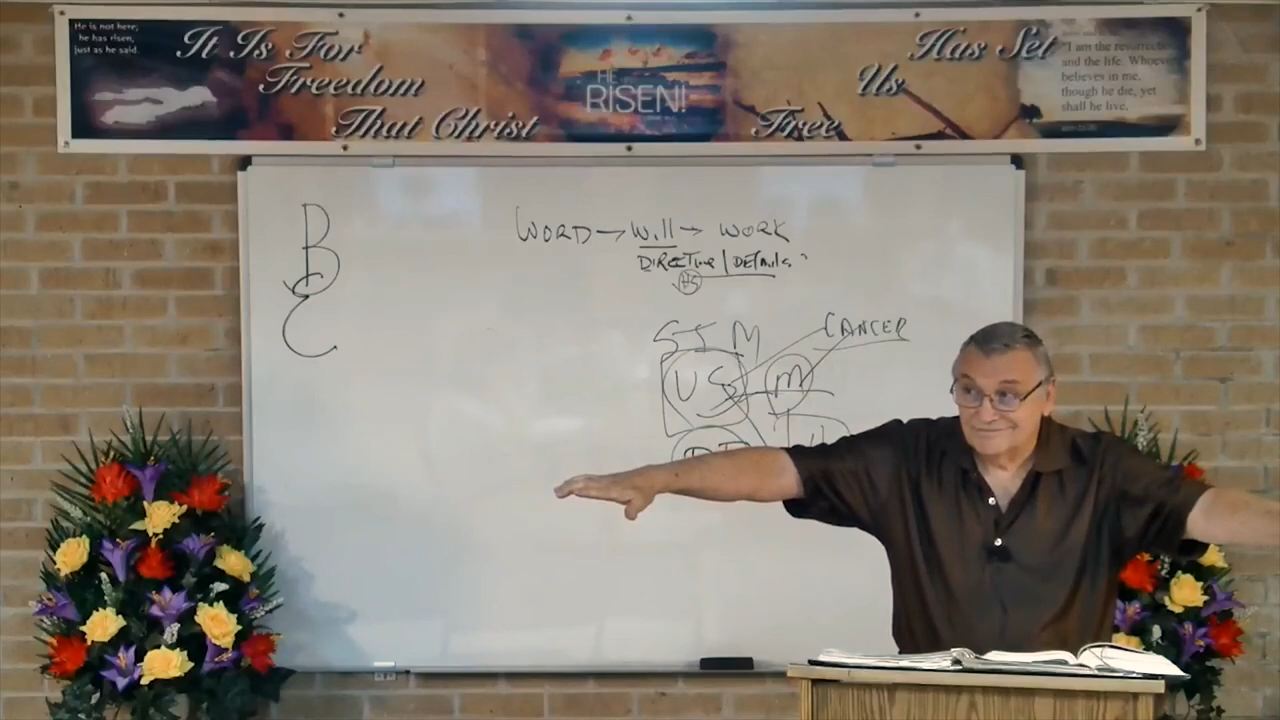 He is not here;
he has risen,
just as he said.
It Is For
Freedom
That Christ
HE
RISEN!
Has Set
Us
Free
"I am the resurrection
and the life. Whoever
believes in me,
though he die, yet
shall he live.
B
C
WORD → Will → WORK
DIRECTIVE / DETAILS
HS
S I M
CANCER
U S
M